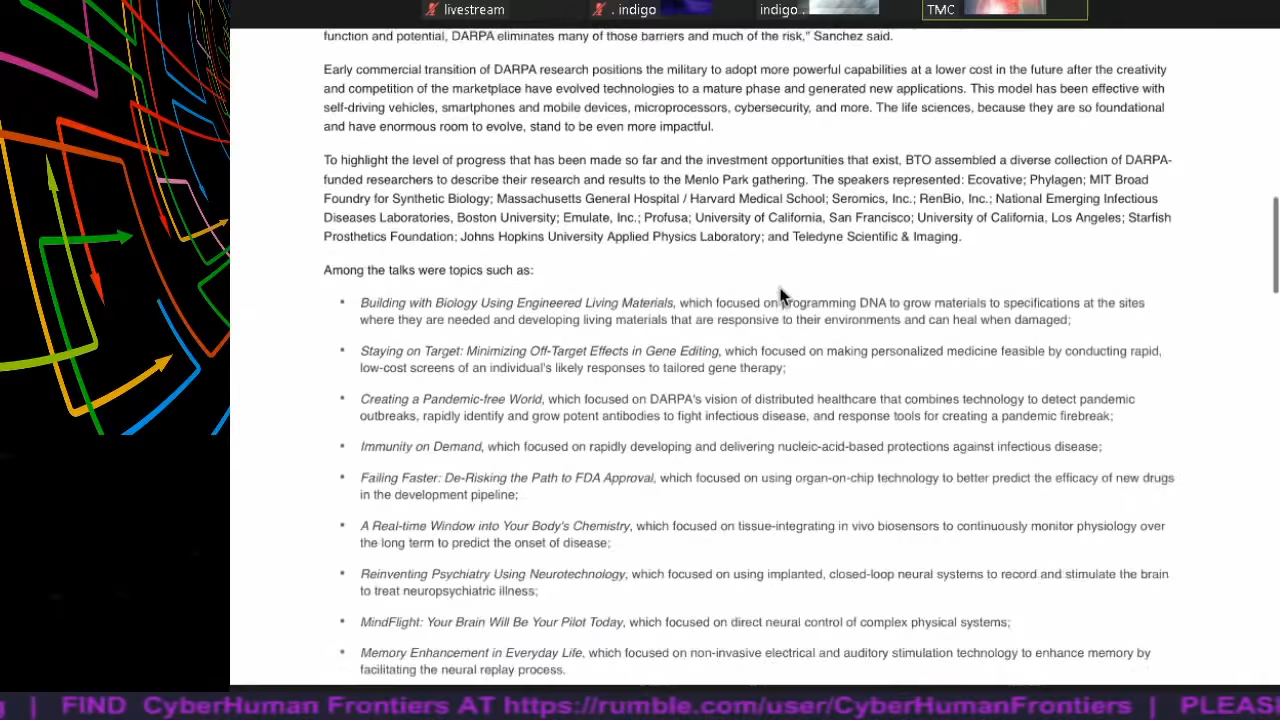 livestream
. indigo
indigo .
TMC
function and potential, DARPA eliminates many of those barriers and much of the risk," Sanchez said.
Early commercial transition of DARPA research positions the military to adopt more powerful capabilities at a lower cost in the future after the creativity
and competition of the marketplace have evolved technologies to a mature phase and generated new applications. This model has been effective with
self-driving vehicles, smartphones and mobile devices, microprocessors, cybersecurity, and more. The life sciences, because they are so foundational
and have enormous room to evolve, stand to be even more impactful.
To highlight the level of progress that has been made so far and the investment opportunities that exist, BTO assembled a diverse collection of DARPA-
funded researchers to describe their research and results to the Menlo Park gathering. The speakers represented: Ecovative; Phylagen; MIT Broad
Foundry for Synthetic Biology; Massachusetts General Hospital / Harvard Medical School; Seromics, Inc.; RenBio, Inc.; National Emerging Infectious
Diseases Laboratories, Boston University; Emulate, Inc.; Profusa; University of California, San Francisco; University of California, Los Angeles; Starfish
Prosthetics Foundation; Johns Hopkins University Applied Physics Laboratory; and Teledyne Scientific & Imaging.
Among the talks were topics such as:
• Building with Biology Using Engineered Living Materials, which focused on programming DNA to grow materials to specifications at the sites
where they are needed and developing living materials that are responsive to their environments and can heal when damaged;
• Staying on Target: Minimizing Off-Target Effects in Gene Editing, which focused on making personalized medicine feasible by conducting rapid,
low-cost screens of an individual's likely responses to tailored gene therapy;
• Creating a Pandemic-free World, which focused on DARPA's vision of distributed healthcare that combines technology to detect pandemic
outbreaks, rapidly identify and grow potent antibodies to fight infectious disease, and response tools for creating a pandemic firebreak;
• Immunity on Demand, which focused on rapidly developing and delivering nucleic-acid-based protections against infectious disease;
• Failing Faster: De-Risking the Path to FDA Approval, which focused on using organ-on-chip technology to better predict the efficacy of new drugs
in the development pipeline;
• A Real-time Window into Your Body's Chemistry, which focused on tissue-integrating in vivo biosensors to continuously monitor physiology over
the long term to predict the onset of disease;
• Reinventing Psychiatry Using Neurotechnology, which focused on using implanted, closed-loop neural systems to record and stimulate the brain
to treat neuropsychiatric illness;
• MindFlight: Your Brain Will Be Your Pilot Today, which focused on direct neural control of complex physical systems;
• Memory Enhancement in Everyday Life, which focused on non-invasive electrical and auditory stimulation technology to enhance memory by
facilitating the neural replay process.
| FIND CyberHuman Frontiers AT https://rumble.com/user/CyberHumanFrontiers | PLEAS